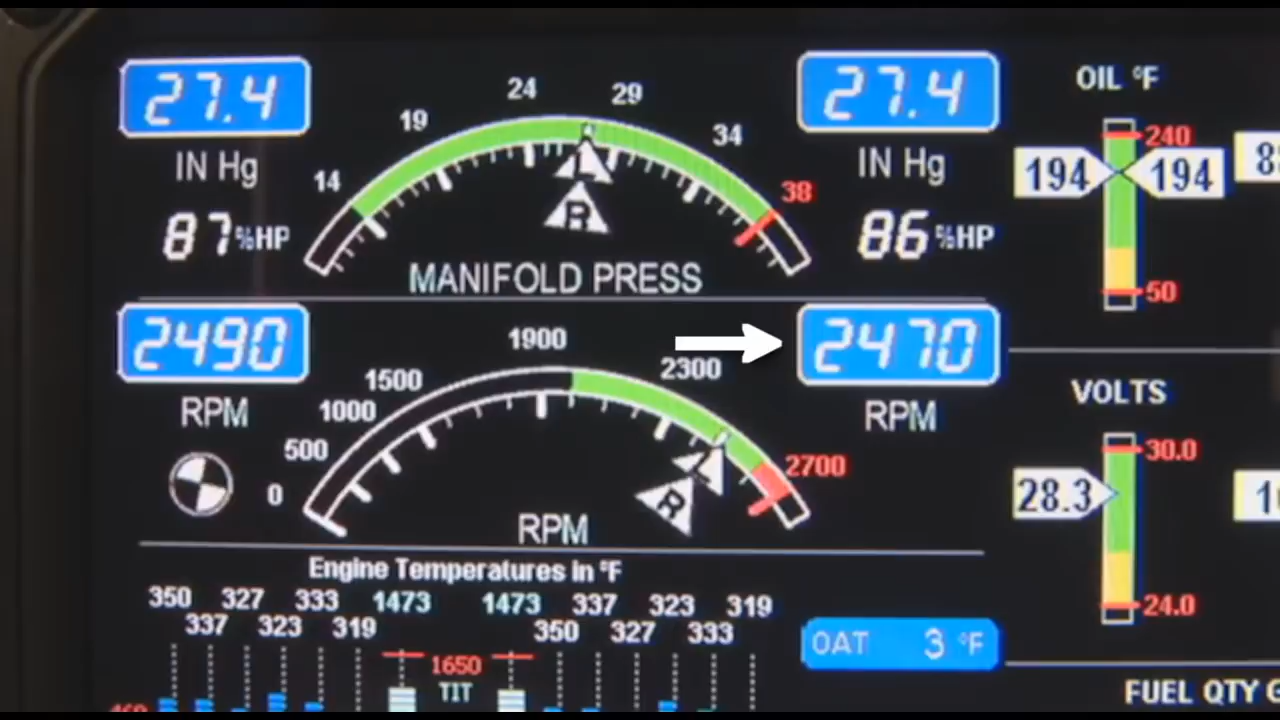 27.4
IN Hg
87 %HP
14
19
24
29
34
38
L
R
MANIFOLD PRESS
27.4
IN Hg
86 %HP
OIL °F
240
194
194
50
2490
RPM
0
500
1000
1500
1900
2300
2700
L
R
RPM
2470
RPM
VOLTS
30.0
28.3
24.0
Engine Temperatures in °F
350 327 333 1473 1473 337 323 319
337 323 319 350 327 333
1650
TIT
OAT 3 °F
FUEL QTY G